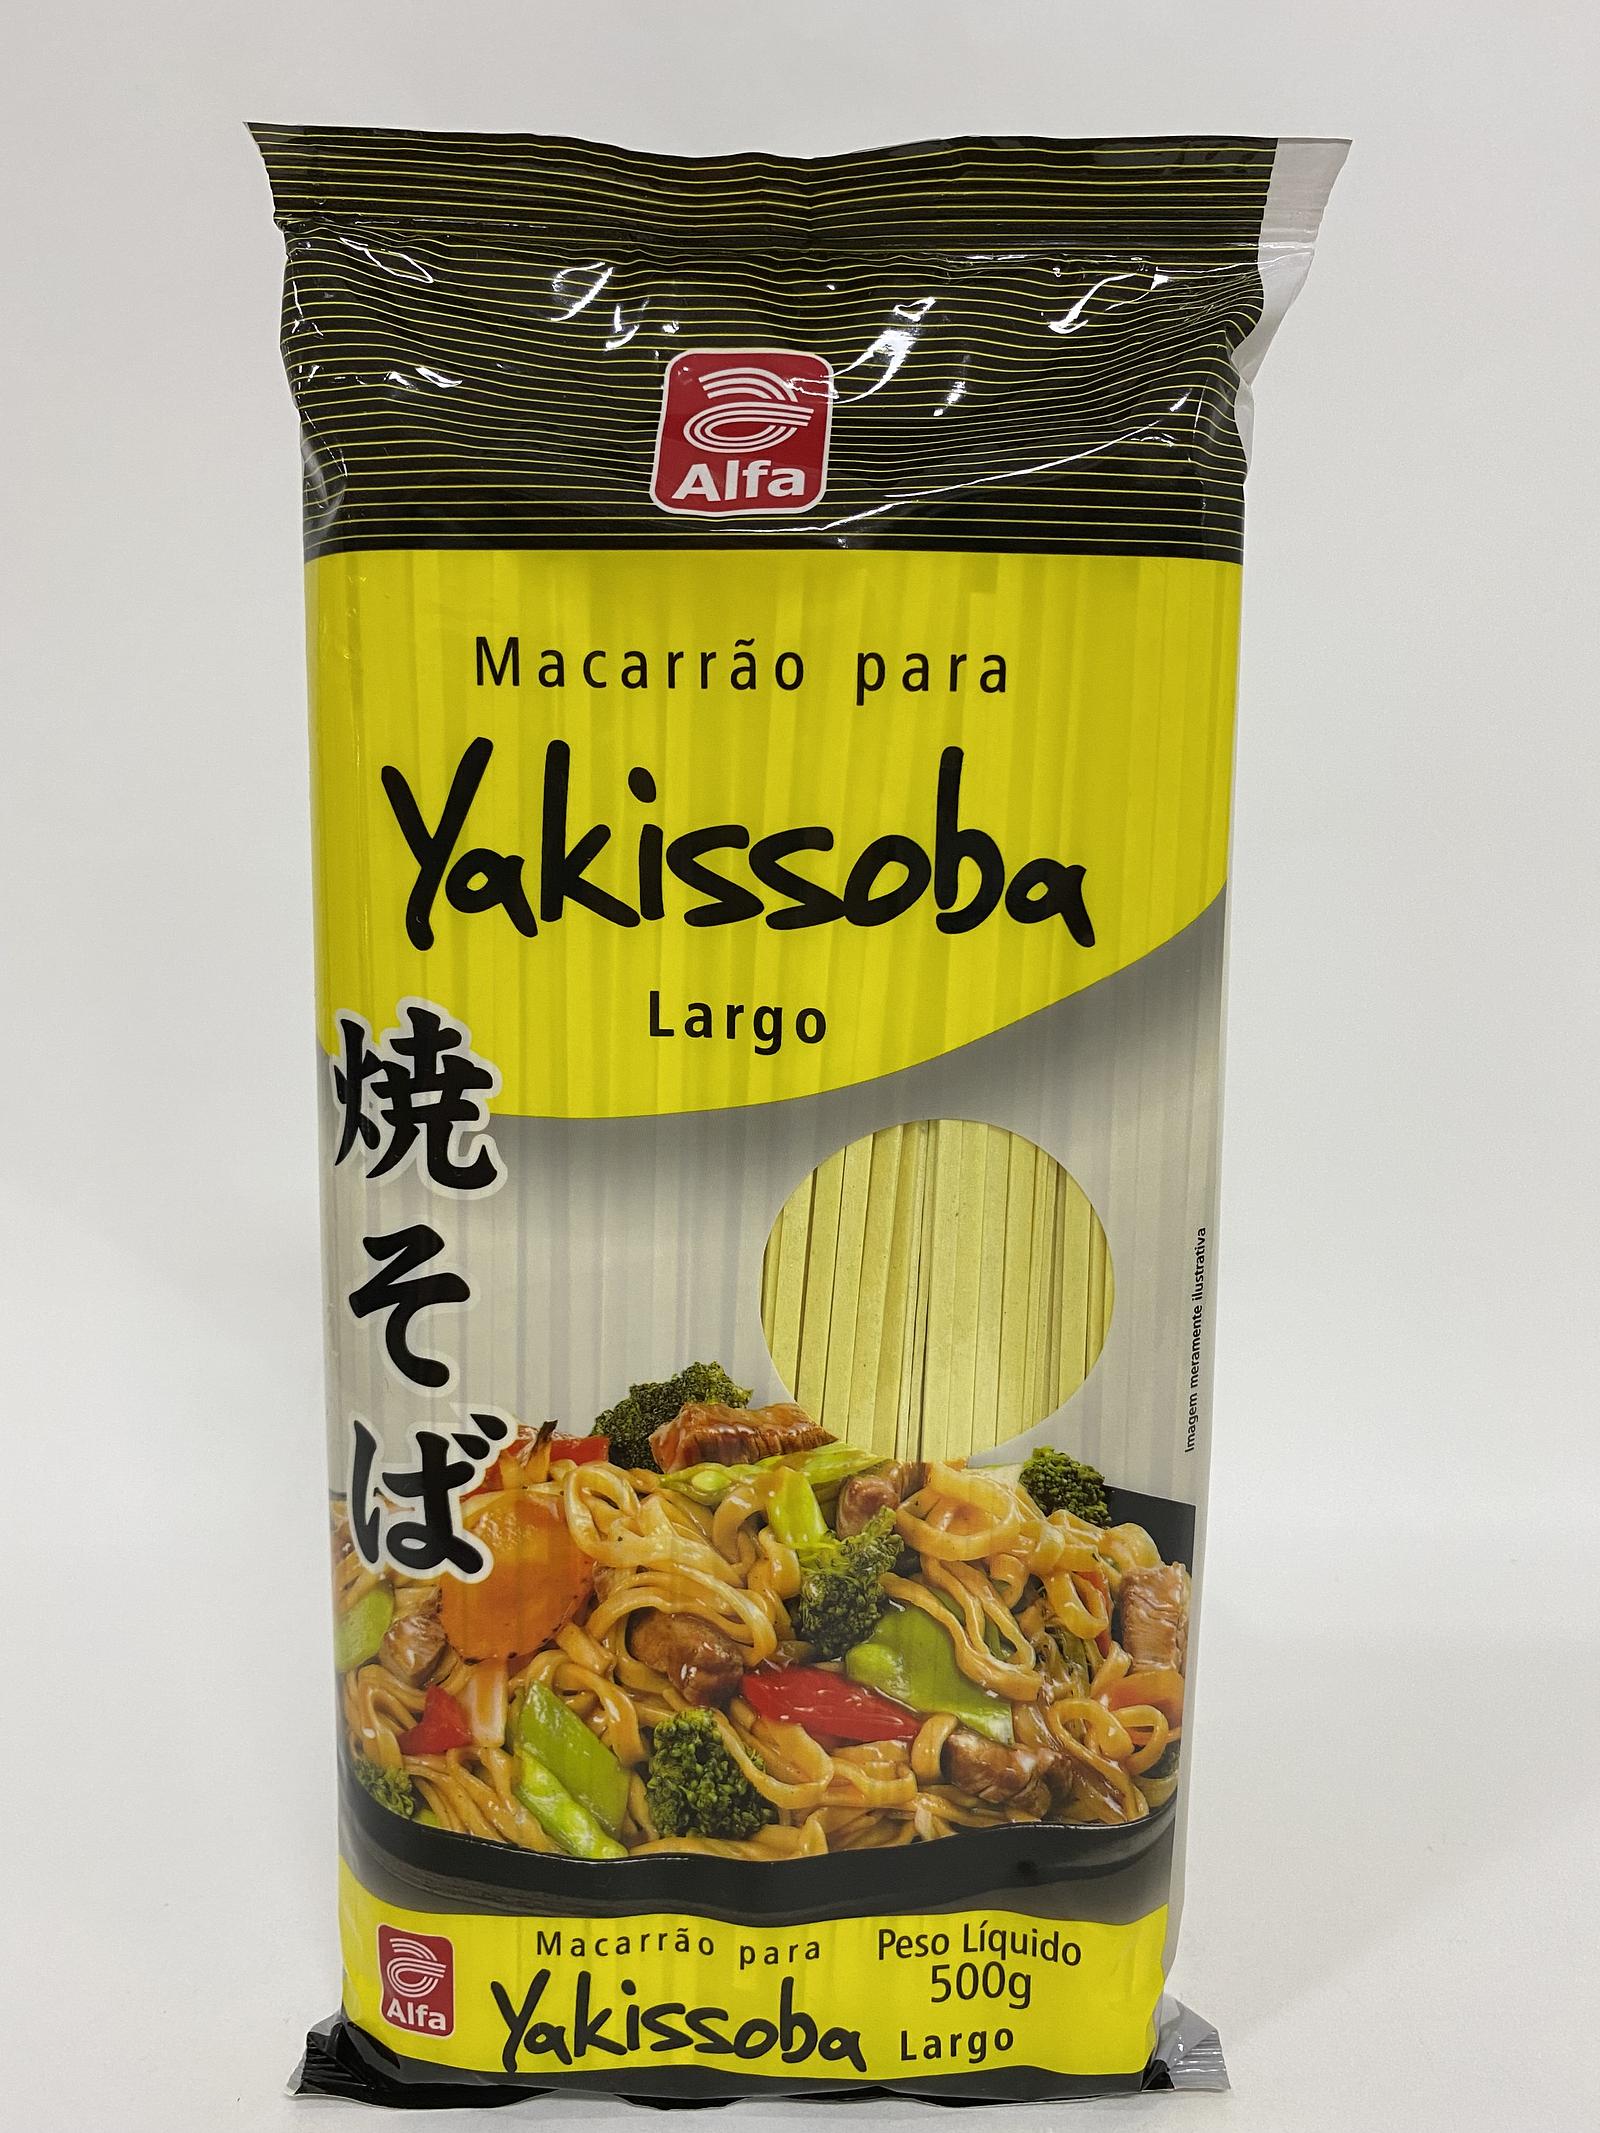 Alfa
Macarrão para
Yakissoba
Largo
焼そば
Imagem meramente ilustrativa
Alfa
Macarrão para
Yakissoba
Peso Líquido
500g
Largo